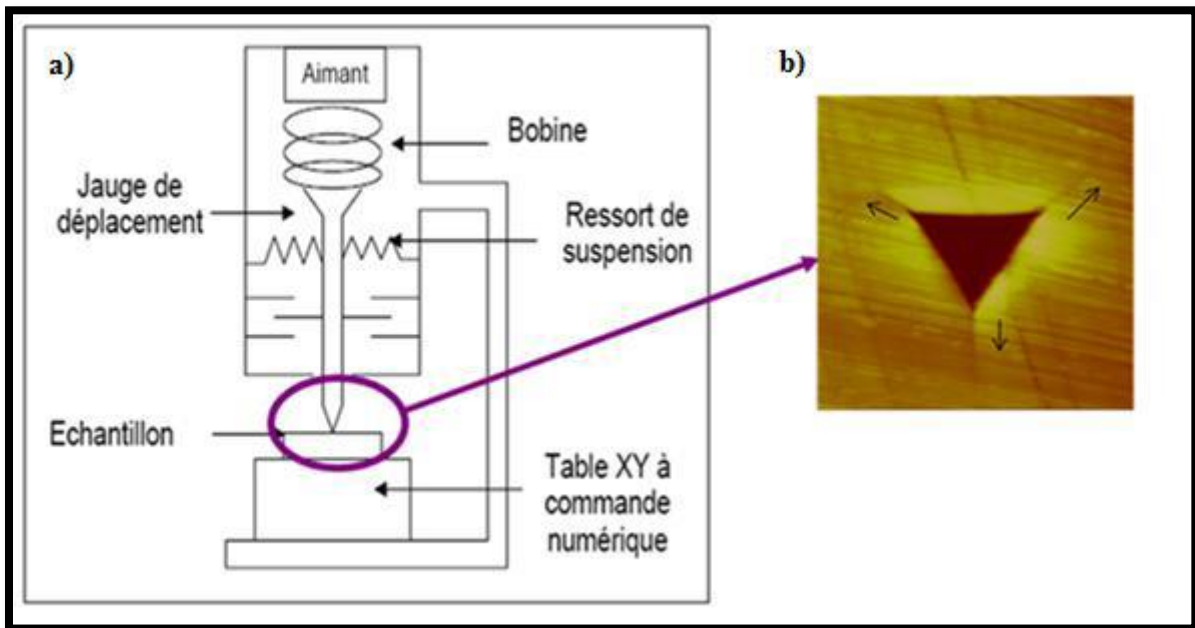 a)
Aimant
Bobine
Jauge de
déplacement
Ressort de
suspension
Echantillon
Table XY à
commande
numérique
b)